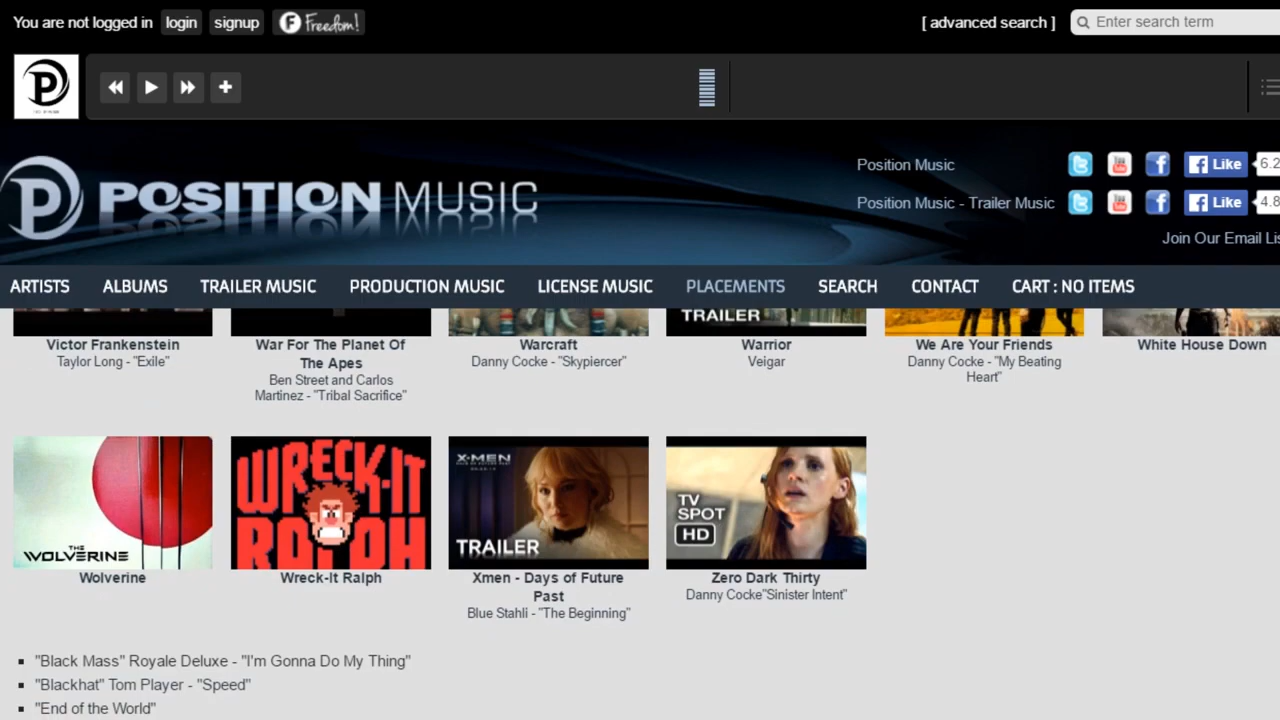 You are not logged in login signup F Freedom! [ advanced search ] Enter search term
P
P POSITION MUSIC
Position Music Like 6.2
Position Music - Trailer Music Like 4.8
Join Our Email Lis
ARTISTS ALBUMS TRAILER MUSIC PRODUCTION MUSIC LICENSE MUSIC PLACEMENTS SEARCH CONTACT CART : NO ITEMS
TRAILER
Victor Frankenstein
Taylor Long - "Exile"
War For The Planet Of
The Apes
Ben Street and Carlos
Martinez - "Tribal Sacrifice"
Warcraft
Danny Cocke - "Skypiercer"
Warrior
Veigar
We Are Your Friends
Danny Cocke - "My Beating
Heart"
White House Down
THE
WOLVERINE
Wolverine
WRECK-IT
RALPH
Wreck-It Ralph
X-MEN
TRAILER
Xmen - Days of Future
Past
Blue Stahli - "The Beginning"
TV
SPOT
HD
Zero Dark Thirty
Danny Cocke"Sinister Intent"
"Black Mass" Royale Deluxe - "I'm Gonna Do My Thing"
"Blackhat" Tom Player - "Speed"
"End of the World"